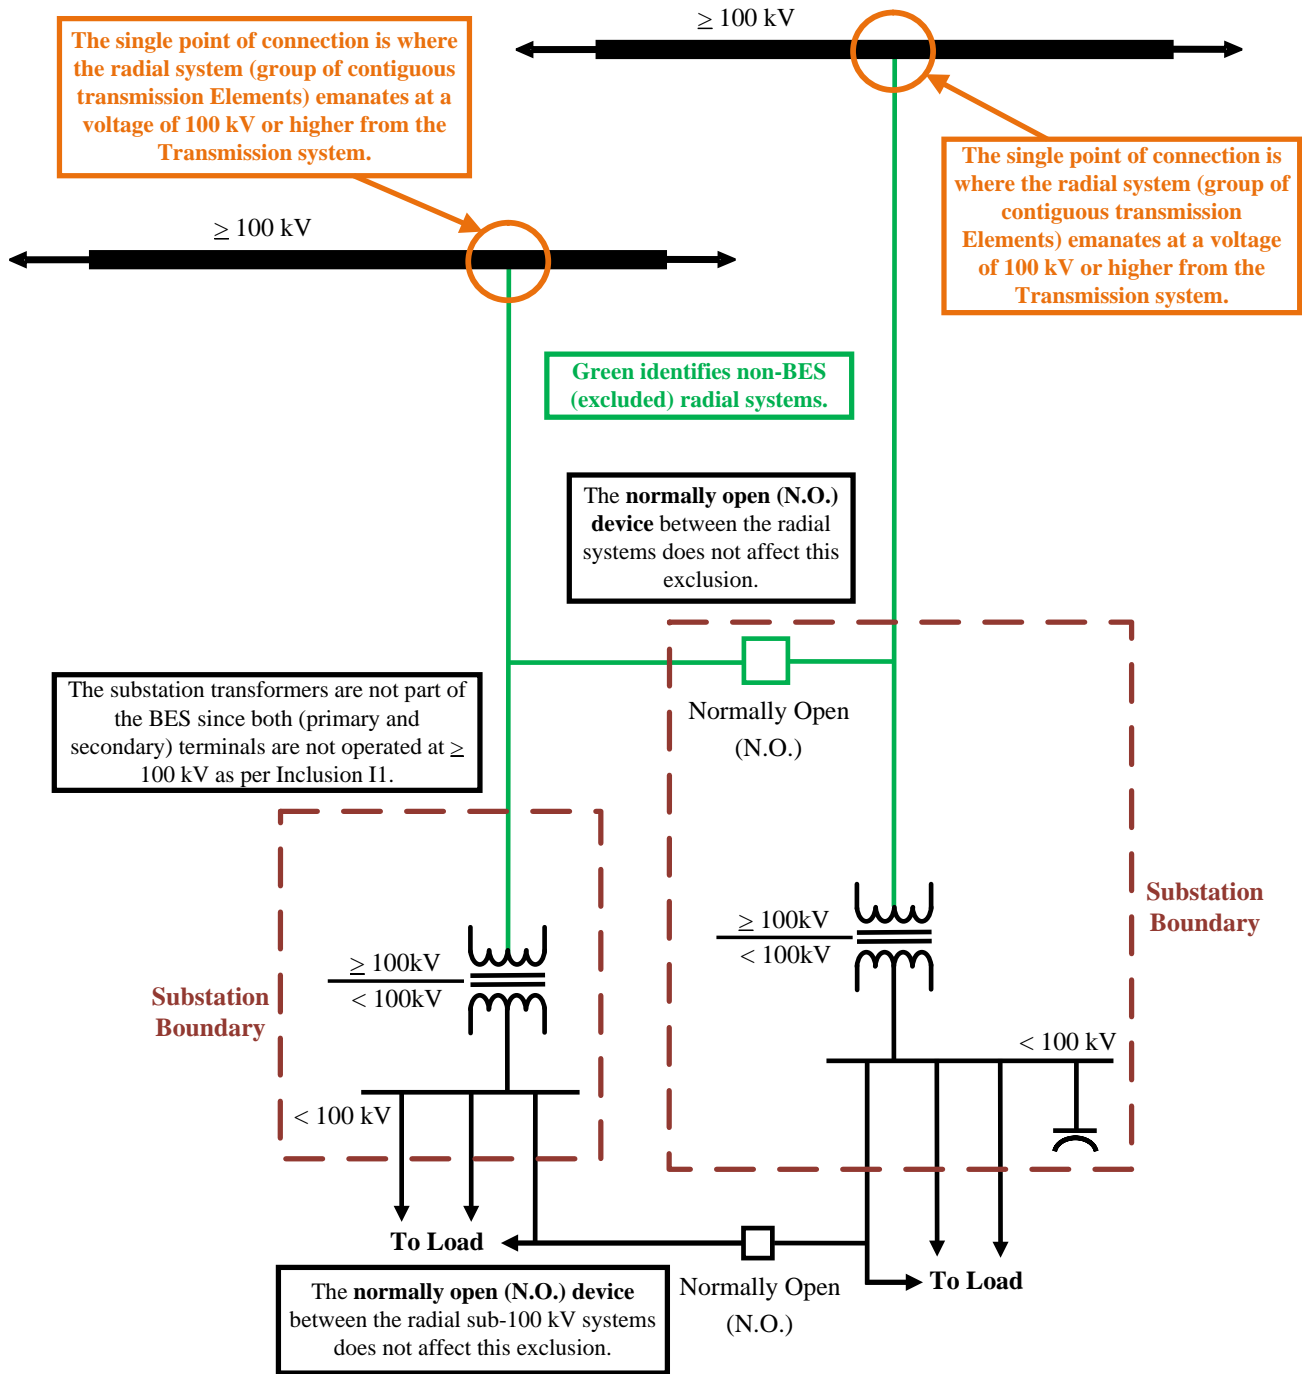 ≥ 100 kV
The single point of connection is where
the radial system (group of contiguous
transmission Elements) emanates at a
voltage of 100 kV or higher from the
Transmission system.
The single point of connection is
where the radial system (group of
contiguous transmission
Elements) emanates at a voltage
of 100 kV or higher from the
Transmission system.
≥ 100 kV
Green identifies non-BES
(excluded) radial systems.
The normally open (N.O.)
device between the radial
systems does not affect this
exclusion.
The substation transformers are not part of
the BES since both (primary and
secondary) terminals are not operated at ≥
100 kV as per Inclusion I1.
Normally Open
(N.O.)
Substation
Boundary
≥ 100kV
< 100kV
≥ 100kV
< 100kV
Substation
Boundary
< 100 kV
< 100 kV
To Load
To Load
Normally Open
(N.O.)
The normally open (N.O.) device
between the radial sub-100 kV systems
does not affect this exclusion.